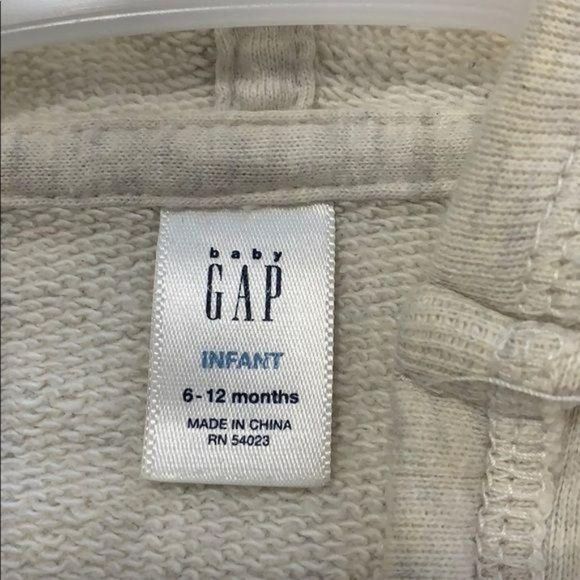 baby
GAP
INFANT
6-12 months
MADE IN CHINA
RN 54023